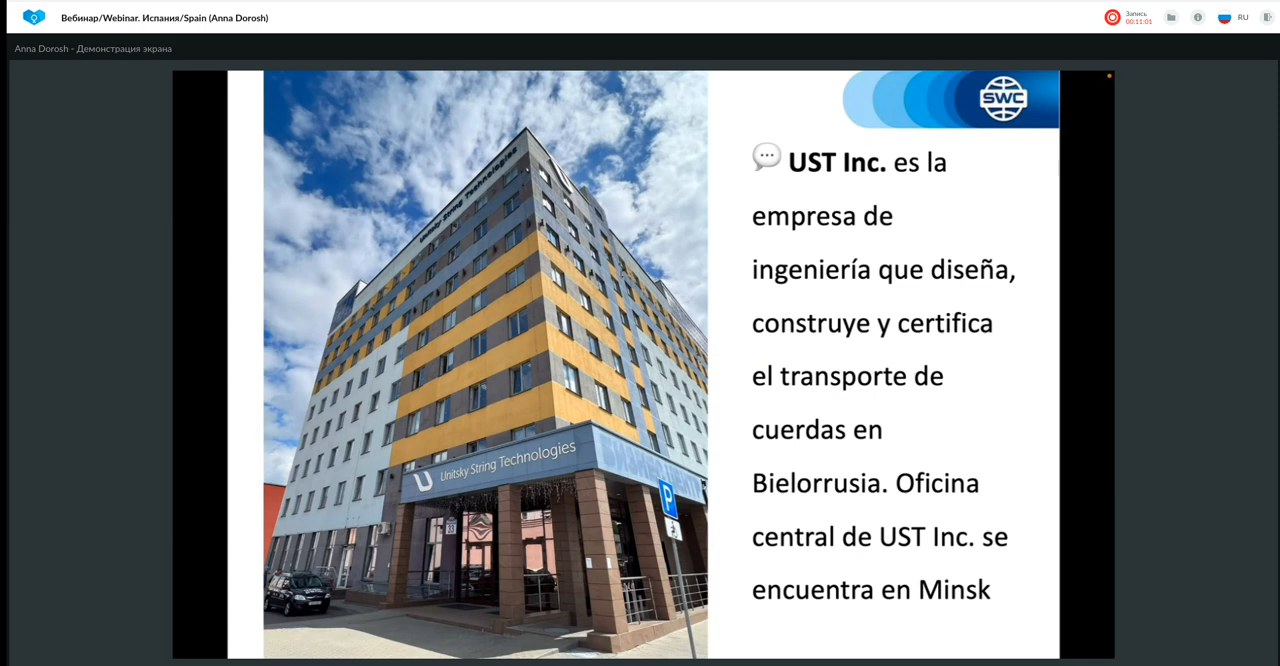 Вебинар/Webinar. Испания/Spain (Anna Dorosh)
Запись
00:11:01
RU
Anna Dorosh - Демонстрация экрана
SWC
💬 UST Inc. es la
empresa de
ingeniería que diseña,
construye y certifica
el transporte de
cuerdas en
Bielorrusia. Oficina
central de UST Inc. se
encuentra en Minsk
Unitsky String Technologies
Unitsky String Technologies
БИЗНЕС-ЦЕНТР
33
P